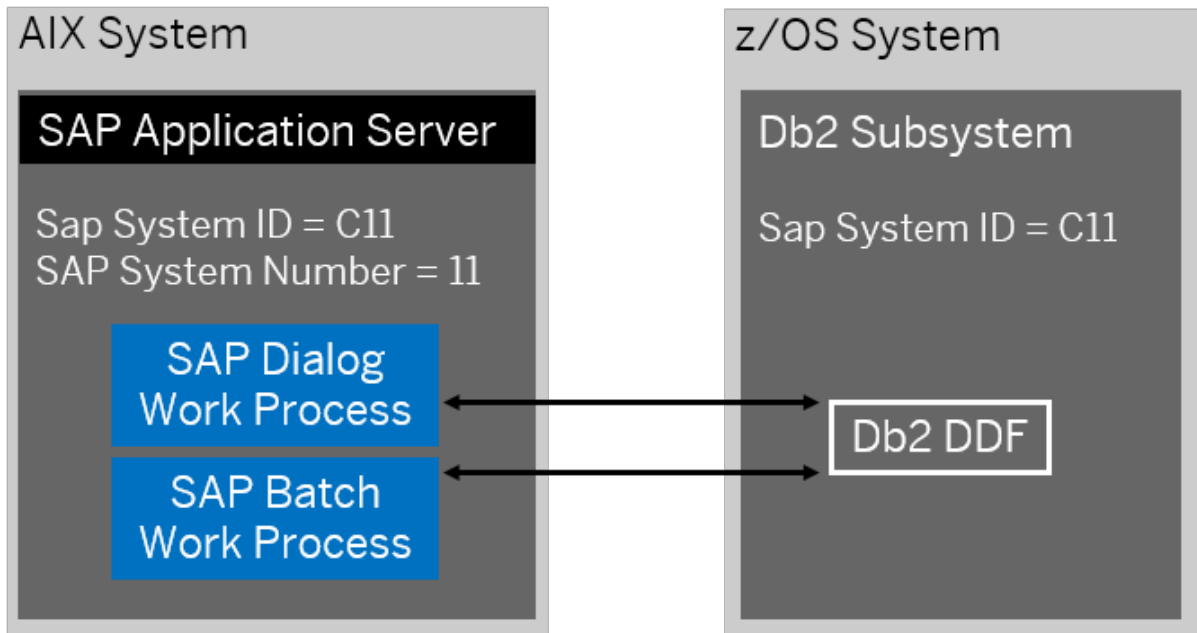 AIX System
SAP Application Server
Sap System ID = C11
SAP System Number = 11
SAP Dialog
Work Process
SAP Batch
Work Process
z/OS System
Db2 Subsystem
Sap System ID = C11
Db2 DDF